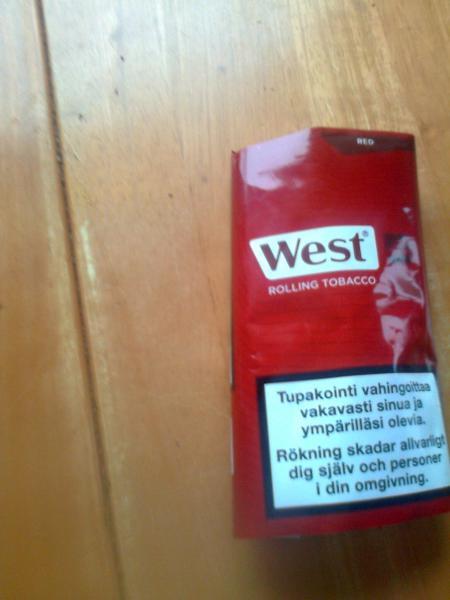 RED
West®
ROLLING TOBACCO
Tupakointi vahingoittaa
vakavasti sinua ja
ympärilläsi olevia.
Rökning skadar allvarligt
dig själv och personer
i din omgivning.